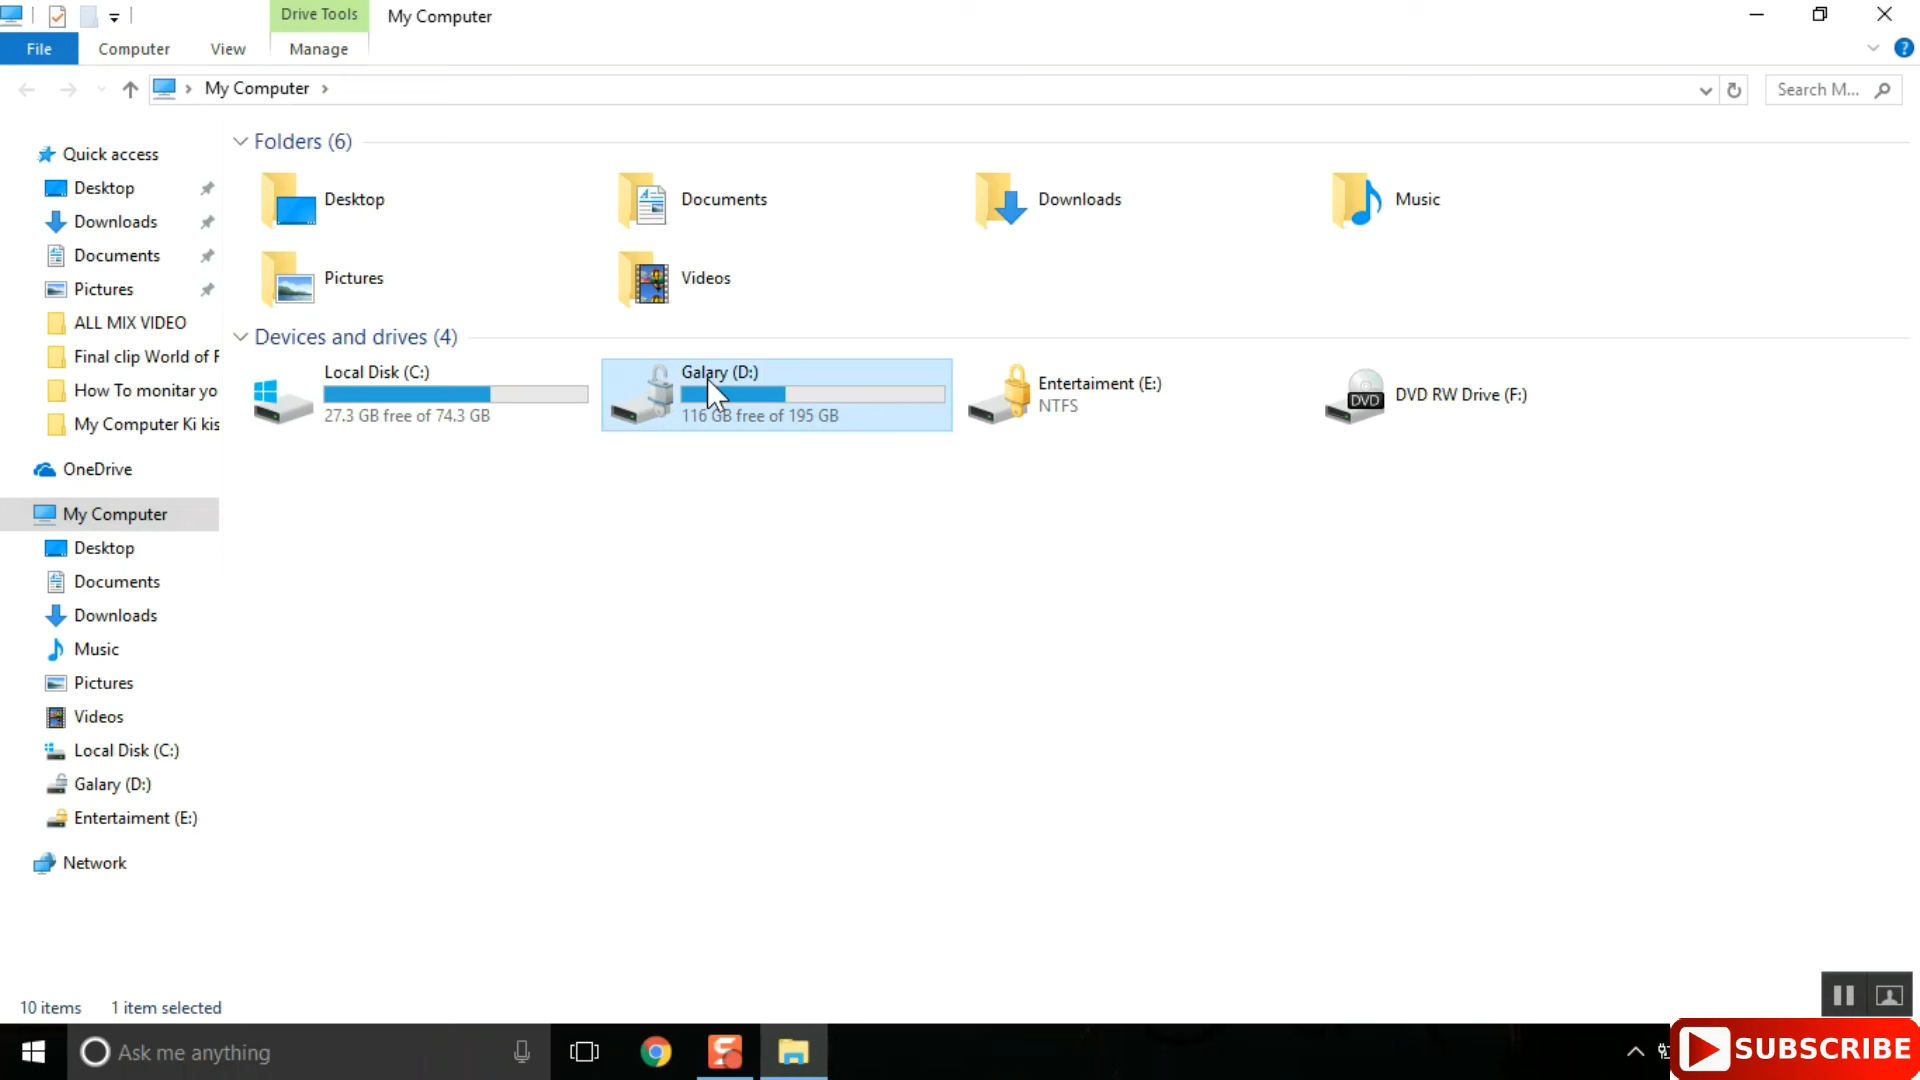 Drive Tools
My Computer
File
Computer
View
Manage
My Computer
Search M...
Quick access
Desktop
Downloads
Documents
Pictures
ALL MIX VIDEO
Final clip World of F
How To monitar yo
My Computer Ki kis
OneDrive
My Computer
Desktop
Documents
Downloads
Music
Pictures
Videos
Local Disk (C:)
Galary (D:)
Entertaiment (E:)
Network
Folders (6)
Desktop
Documents
Downloads
Music
Pictures
Videos
Devices and drives (4)
Local Disk (C:)
27.3 GB free of 74.3 GB
Galary (D:)
116 GB free of 195 GB
Entertaiment (E:)
NTFS
DVD
DVD RW Drive (F:)
10 items
1 item selected
Ask me anything
SUBSCRIBE